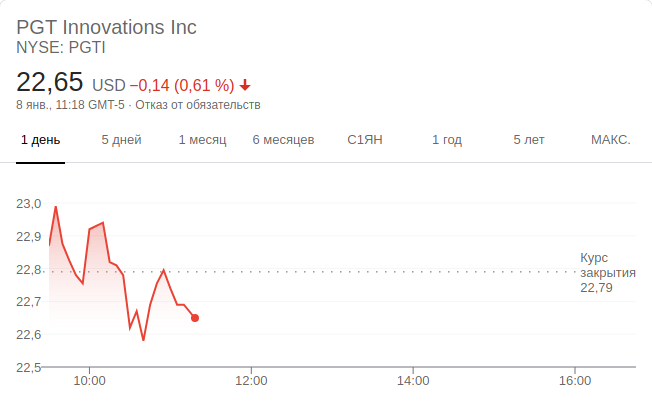 PGT Innovations Inc
NYSE: PGTI
22,65 USD −0,14 (0,61 %)
8 янв., 11:18 GMT-5 · Отказ от обязательств
1 день 5 дней 1 месяц 6 месяцев С1ЯН 1 год 5 лет МАКС.
23,0
22,9
22,8
22,7
22,6
22,5
Курс
закрытия
22,79
10:00 12:00 14:00 16:00